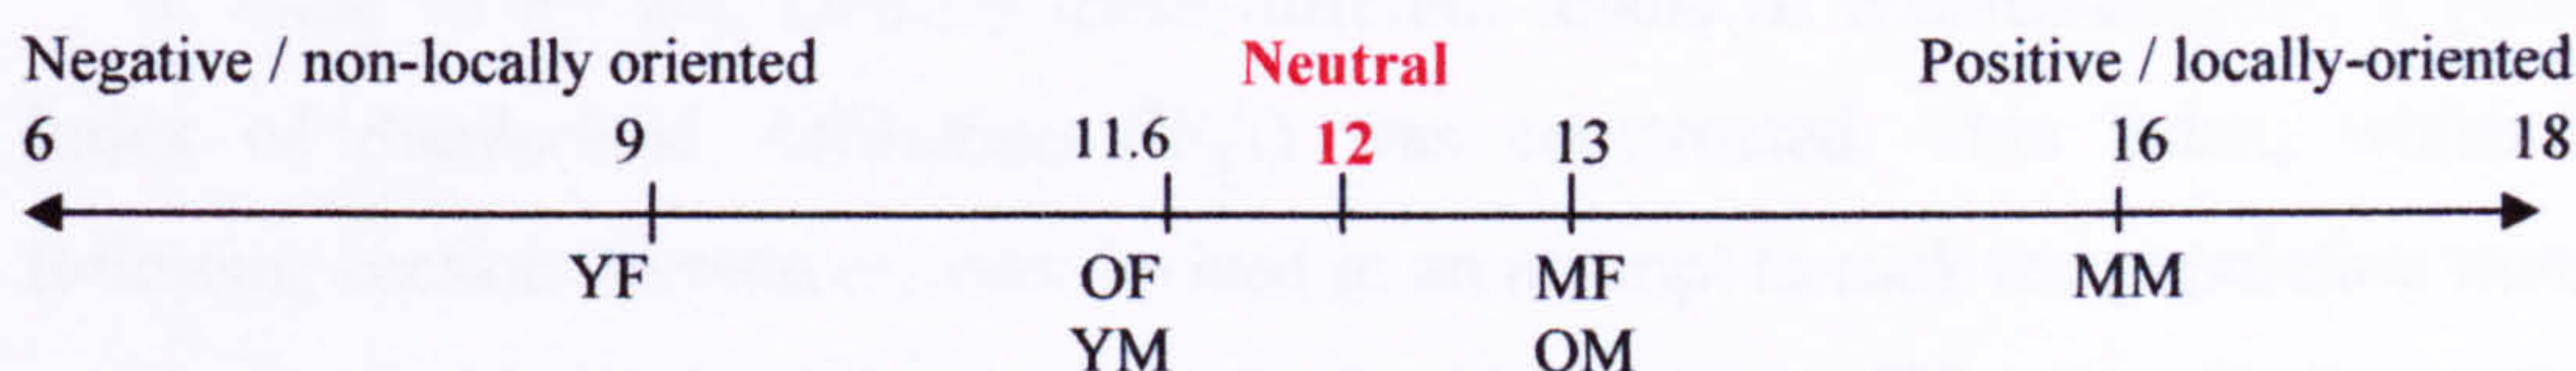 Negative / non-locally oriented Neutral Positive / locally-oriented
6 9 11.6 12 13 16 18
YF OF MF MM
YM OM